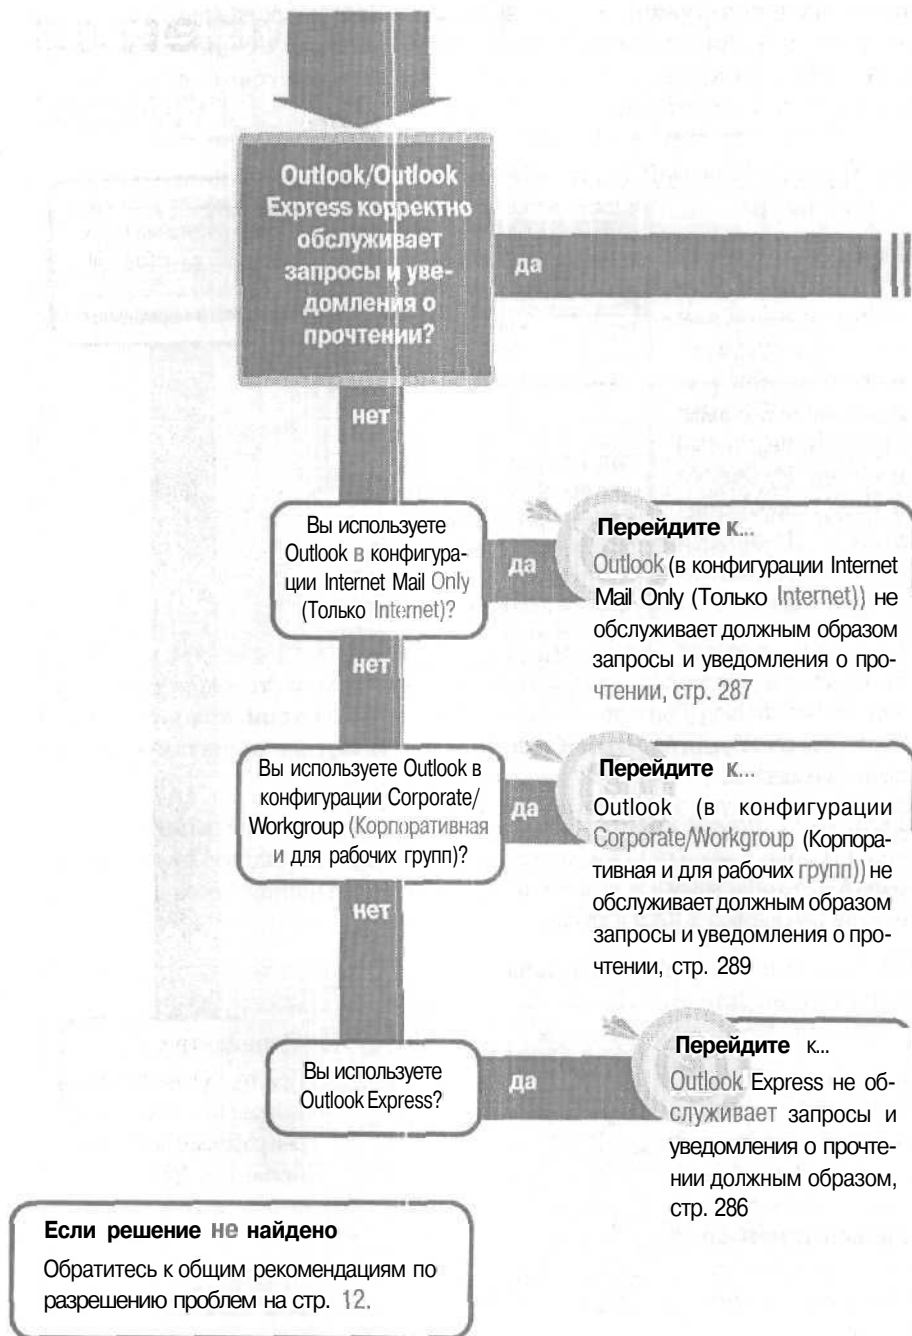 Outlook/Outlook
Express корректно
обслуживает
запросы и уве-
домления о
прочтении?
да
нет
Вы используете
Outlook в конфигура-
ции Internet Mail Only
(Только Internet)?
да
Перейдите к...
Outlook (в конфигурации Internet
Mail Only (Только Internet)) не
обслуживает должным образом
запросы и уведомления о про-
чтении, стр. 287
нет
Вы используете Outlook в
конфигурации Corporate/
Workgroup (Корпоративная
и для рабочих групп)?
да
Перейдите к...
Outlook (в конфигурации
Corporate/Workgroup (Корпора-
тивная и для рабочих групп)) не
обслуживает должным образом
запросы и уведомления о про-
чтении, стр. 289
нет
Вы используете
Outlook Express?
да
Перейдите к...
Outlook Express не об-
служивает запросы и
уведомления о прочте-
нии должным образом,
стр. 286
Если решение не найдено
Обратитесь к общим рекомендациям по
разрешению проблем на стр. 12.